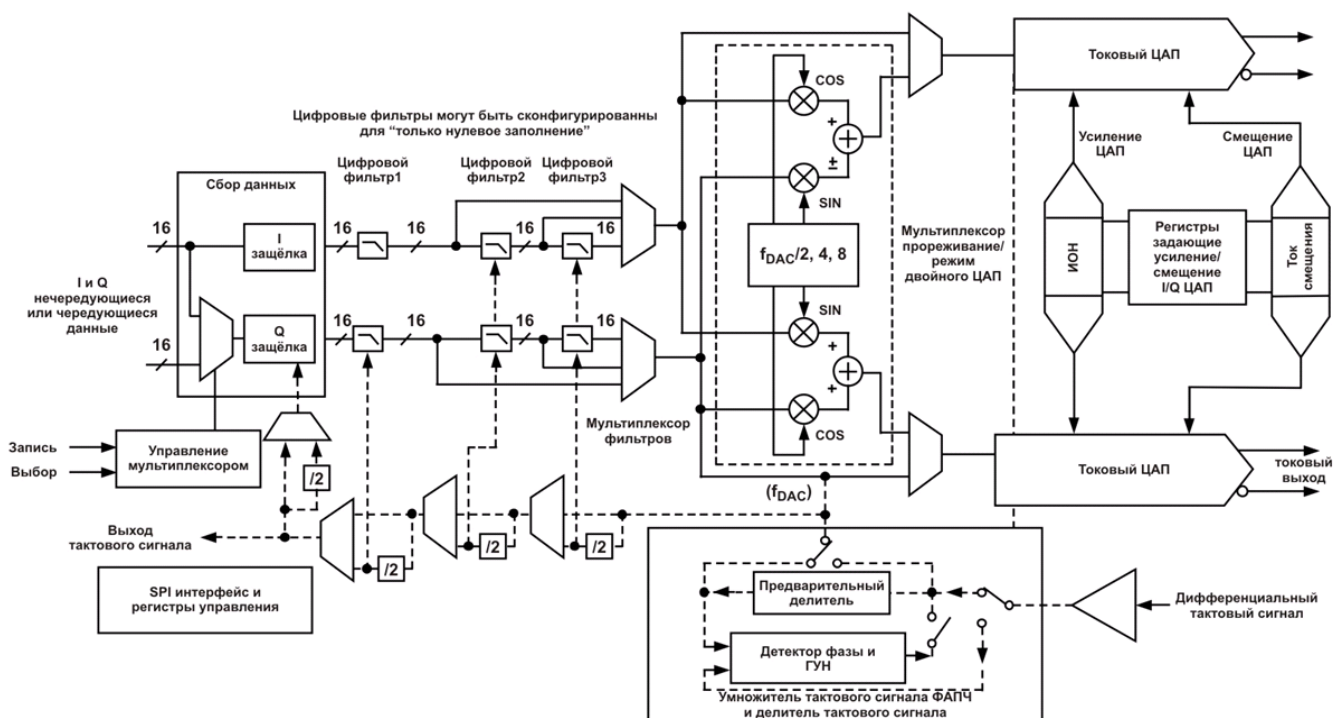 Токовый ЦАП
COS
Цифровые фильтры могут быть сконфигурированны
для “только нулевое заполнение”
+
±
Усиление
ЦАП
Смещение
ЦАП
Цифровой
фильтр1
Цифровой
фильтр2
Цифровой
фильтр3
Сбор данных
SIN
16
I
защёлка
16
16
16
16
Мультиплексор
прореживание/
режим
двойного ЦАП
fDAC/2, 4, 8
ИОН
Регистры
задающие
усиление/
смещение
I/Q ЦАП
Ток
смещения
I и Q
нечередующиеся
или чередующиеся
данные
SIN
16
Q
защёлка
16
16
16
16
+
+
Мультиплексор
фильтров
COS
Запись
Выбор
Управление
мультиплексором
/2
Токовый ЦАП
токовый
выход
(fDAC)
Выход
тактового сигнала
/2
/2
/2
SPI интерфейс и
регистры управления
Предварительный
делитель
Дифференциальный
тактовый сигнал
Детектор фазы и
ГУН
Умножитель тактового сигнала ФАПЧ
и делитель тактового сигнала